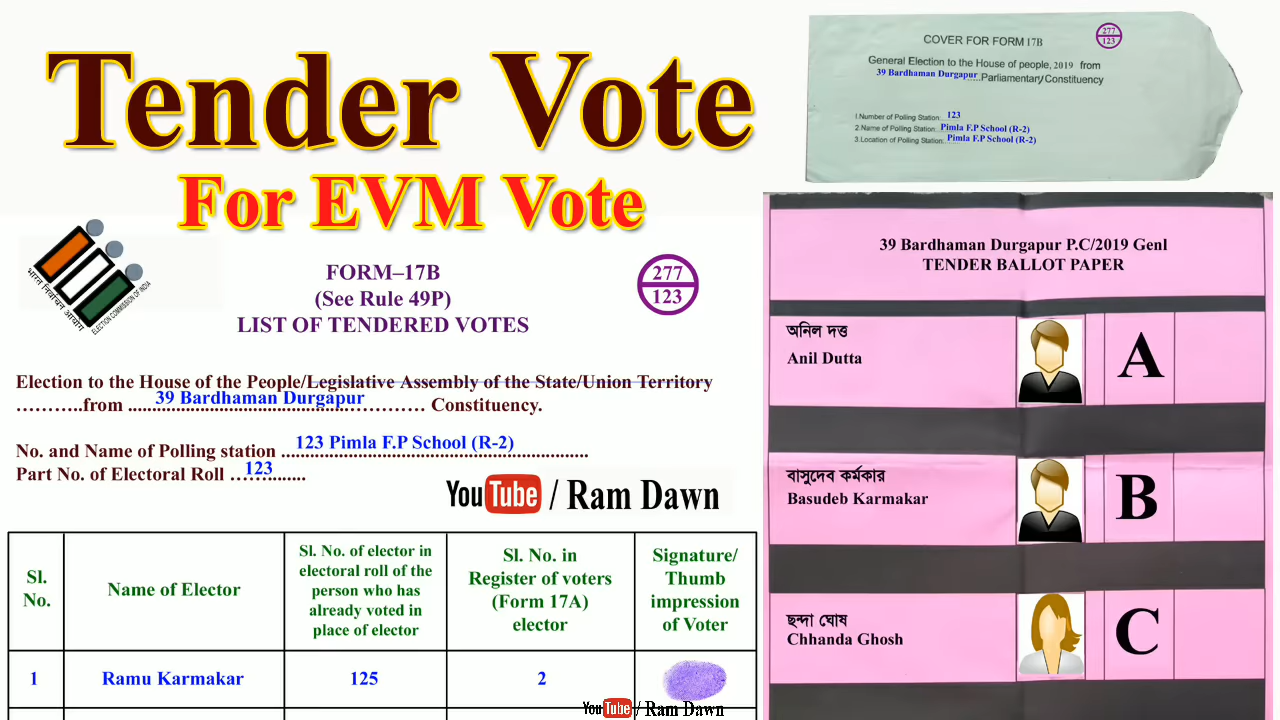 Tender Vote
For EVM Vote
भारत निर्वाचन आयोग
ELECTION COMMISSION OF INDIA
FORM–17B
(See Rule 49P)
LIST OF TENDERED VOTES
277
123
Election to the House of the People/Legislative Assembly of the State/Union Territory
………..from ...39 Bardhaman Durgapur...………… Constituency.
No. and Name of Polling station ...123 Pimla F.P School (R-2)...
Part No. of Electoral Roll ……123........
YouTube / Ram Dawn
Sl. No.
Name of Elector
Sl. No. of elector in
electoral roll of the
person who has
already voted in
place of elector
Sl. No. in
Register of voters
(Form 17A)
elector
Signature/
Thumb
impression
of Voter
1 Ramu Karmakar 125 2
YouTube / Ram Dawn
COVER FOR FORM 17B
277
123
General Election to the House of people, 2019 from
39 Bardhaman Durgapur.....Parliamentary Constituency
1.Number of Polling Station: 123
2.Name of Polling Station: Pimla F.P School (R-2)
3.Location of Polling Station: Pimla F.P School (R-2)
39 Bardhaman Durgapur P.C/2019 Genl
TENDER BALLOT PAPER
অনিল দত্ত
Anil Dutta
A
বাসুদেব কর্মকার
Basudeb Karmakar
B
ছন্দা ঘোষ
Chhanda Ghosh
C